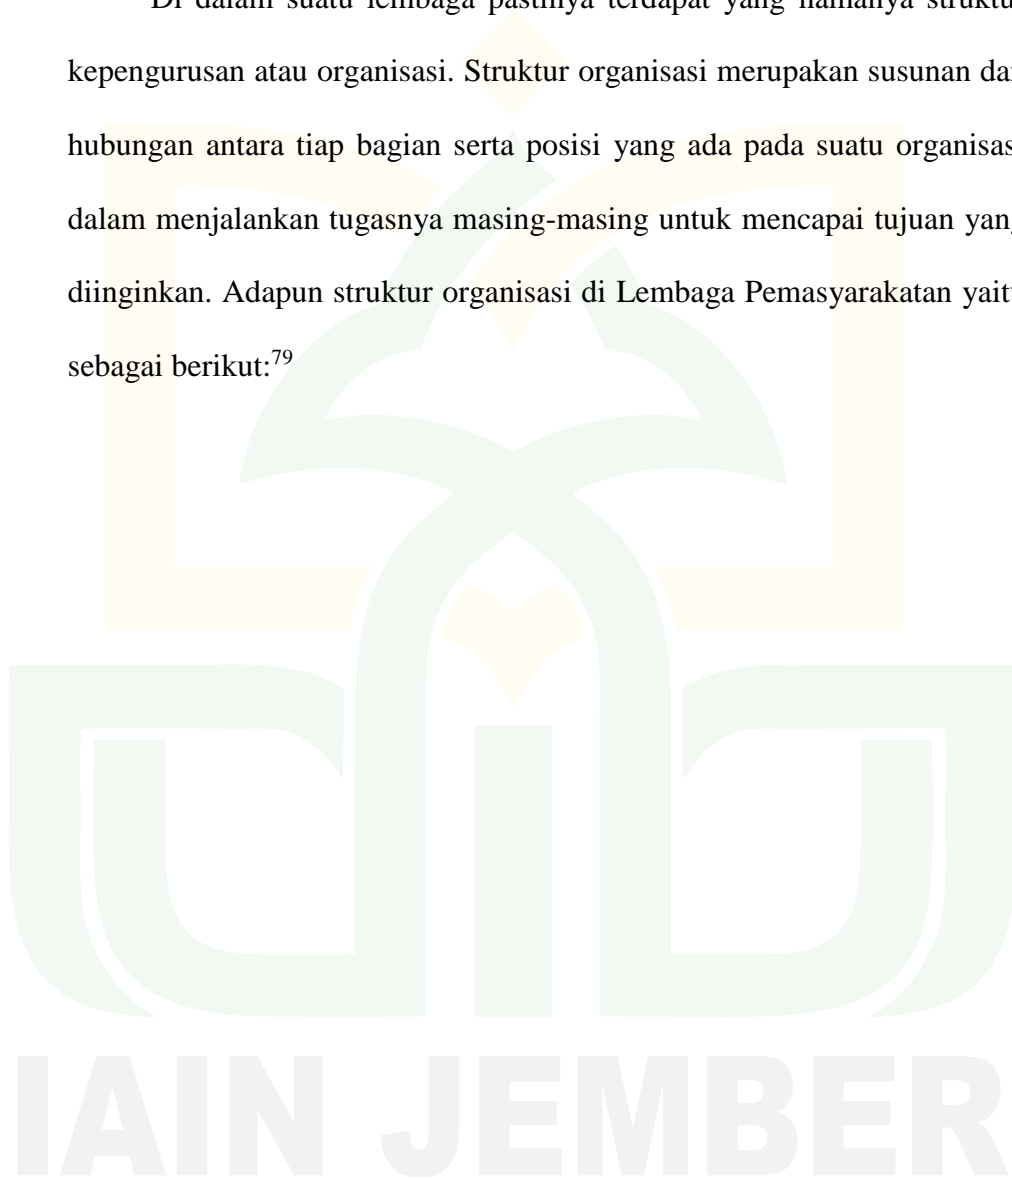 Di dalam suatu lembaga pastinya terdapat yang namanya struktu
kepengurusan atau organisasi. Struktur organisasi merupakan susunan da
hubungan antara tiap bagian serta posisi yang ada pada suatu organisas
dalam menjalankan tugasnya masing-masing untuk mencapai tujuan yan
diinginkan. Adapun struktur organisasi di Lembaga Pemasyarakatan yait
sebagai berikut:79
IAIN JEMBER